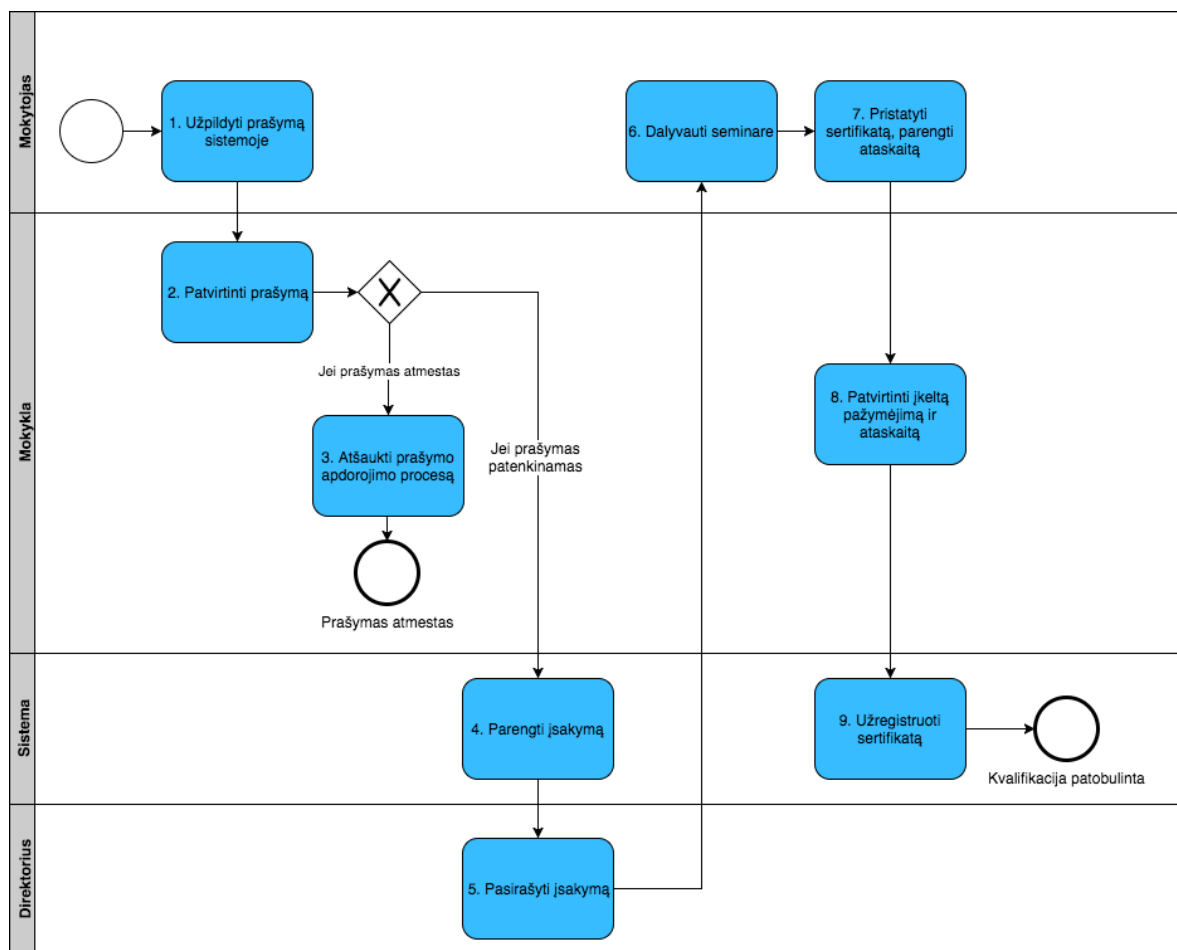 Mokytojas
1. Užpildyti prašymą
sistemoje
6. Dalyvauti seminare
7. Pristatyti
sertifikatą, parengti
ataskaitą
Mokykla
2. Patvirtinti prašymą
Jei prašymas atmestas
3. Atšaukti prašymo
apdorojimo procesą
Prašymas atmestas
Jei prašymas
patenkinamas
8. Patvirtinti įkeltą
pažymėjimą ir
ataskaitą
Sistema
4. Parengti įsakymą
9. Užregistruoti
sertifikatą
Kvalifikacija patobulinta
Direktorius
5. Pasirašyti įsakymą